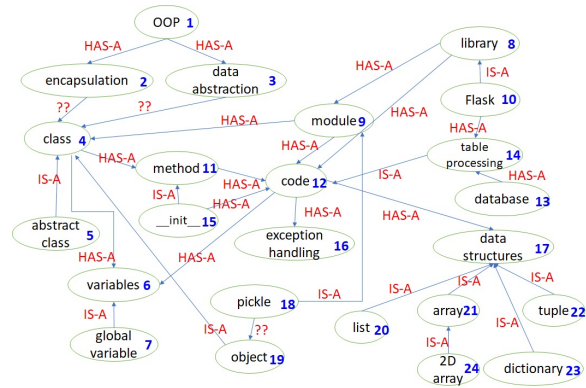 OOP 1
HAS-A
HAS-A
library 8
HAS-A
IS-A
encapsulation 2
data
abstraction 3
HAS-A
Flask 10
??
??
HAS-A
module 9
HAS-A
class 4
HAS-A
HAS-A
table
processing 14
method 11
HAS-A
IS-A
HAS-A
code 12
IS-A
IS-A
HAS-A
database 13
__init__ 15
HAS-A
HAS-A
abstract
class 5
exception
handling 16
data
structures 17
HAS-A
HAS-A
variables 6
IS-A
pickle 18
IS-A
IS-A
IS-A
array 21
tuple 22
IS-A
??
list 20
global
variable 7
IS-A
IS-A
IS-A
object 19
2D
array 24
dictionary 23